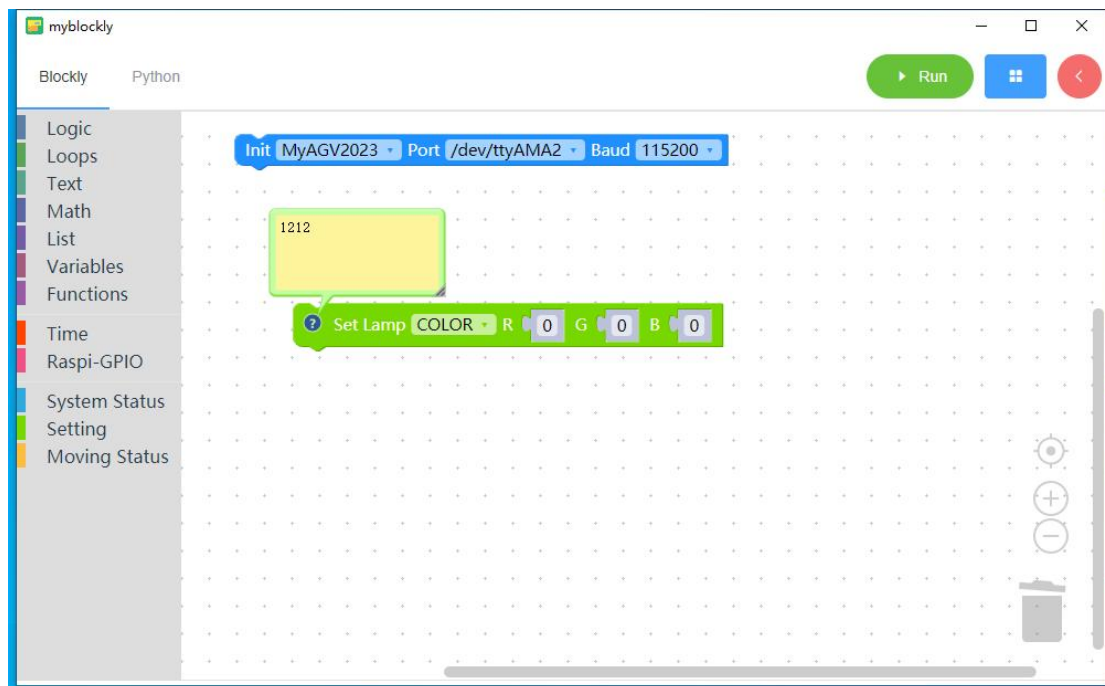 myblockly
Blockly Python
Run
Logic
Loops
Text
Math
List
Variables
Functions
Time
Raspi-GPIO
System Status
Setting
Moving Status
Init MyAGV2023 Port /dev/ttyAMA2 Baud 115200
1212
? Set Lamp COLOR R 0 G 0 B 0